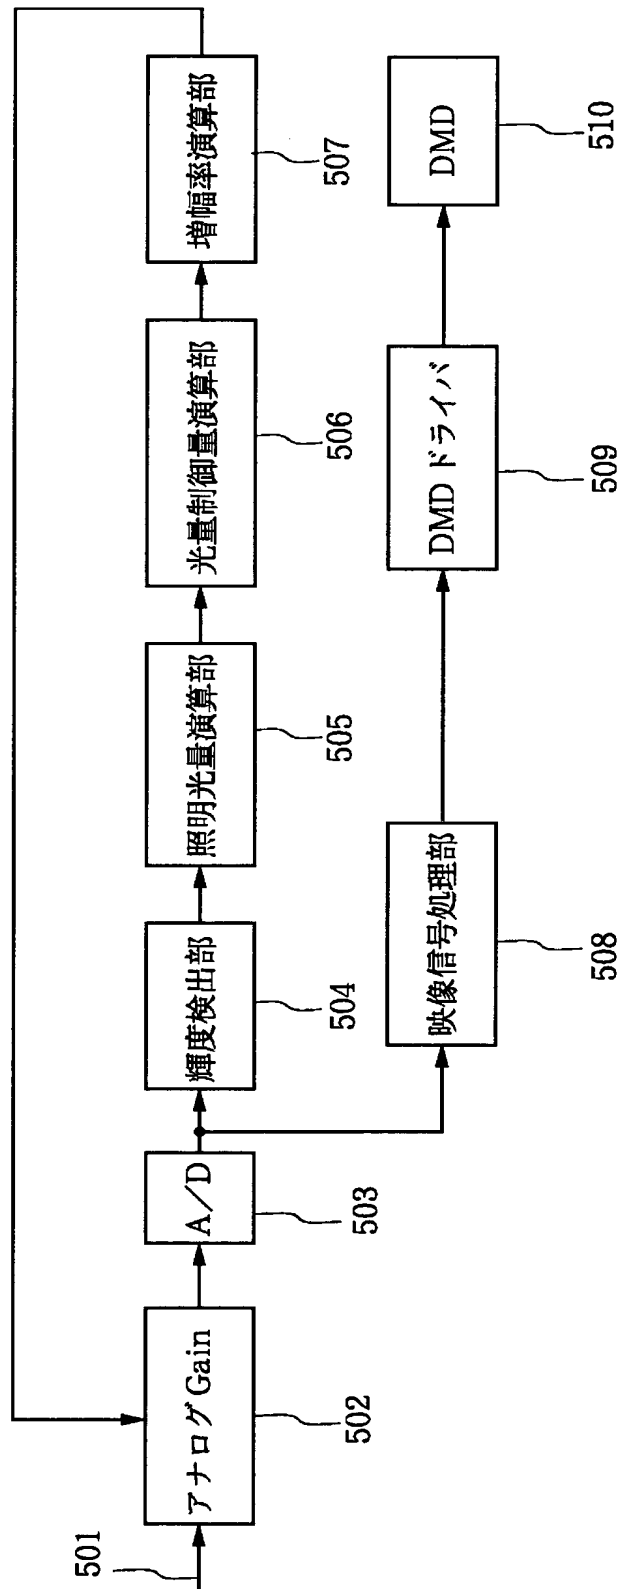 501
アナログGain
502
A/D
503
輝度検出部
504
照明光量演算部
505
光量制御量演算部
506
増幅率演算部
507
映像信号処理部
508
DMDドライバ
509
DMD
510